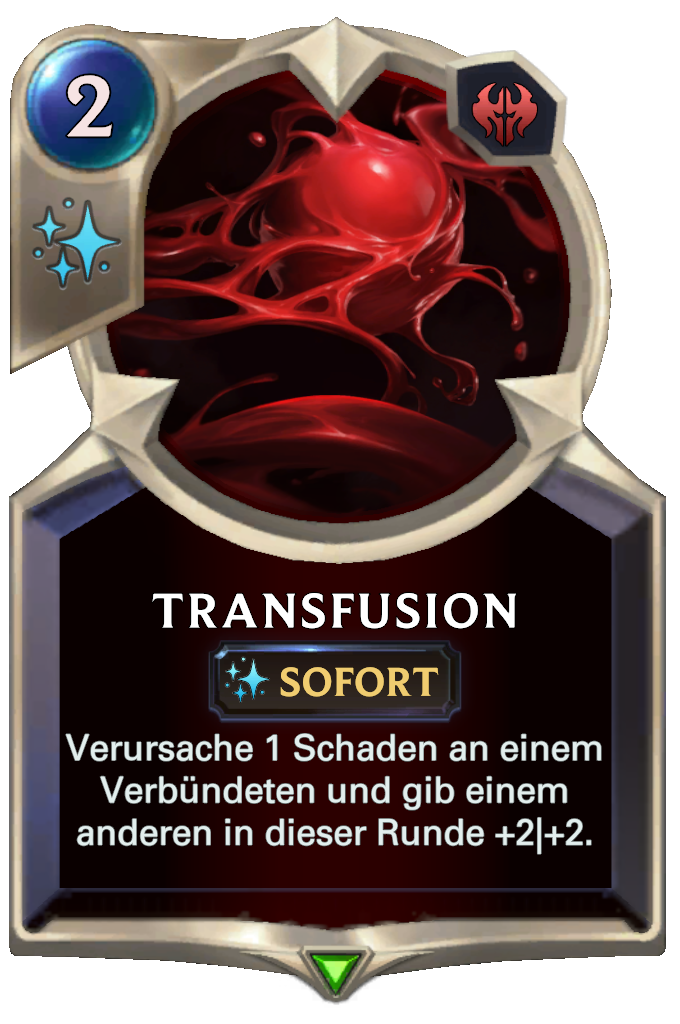 2
TRANSFUSION
SOFORT
Verursache 1 Schaden an einem
Verbündeten und gib einem
anderen in dieser Runde +2|+2.